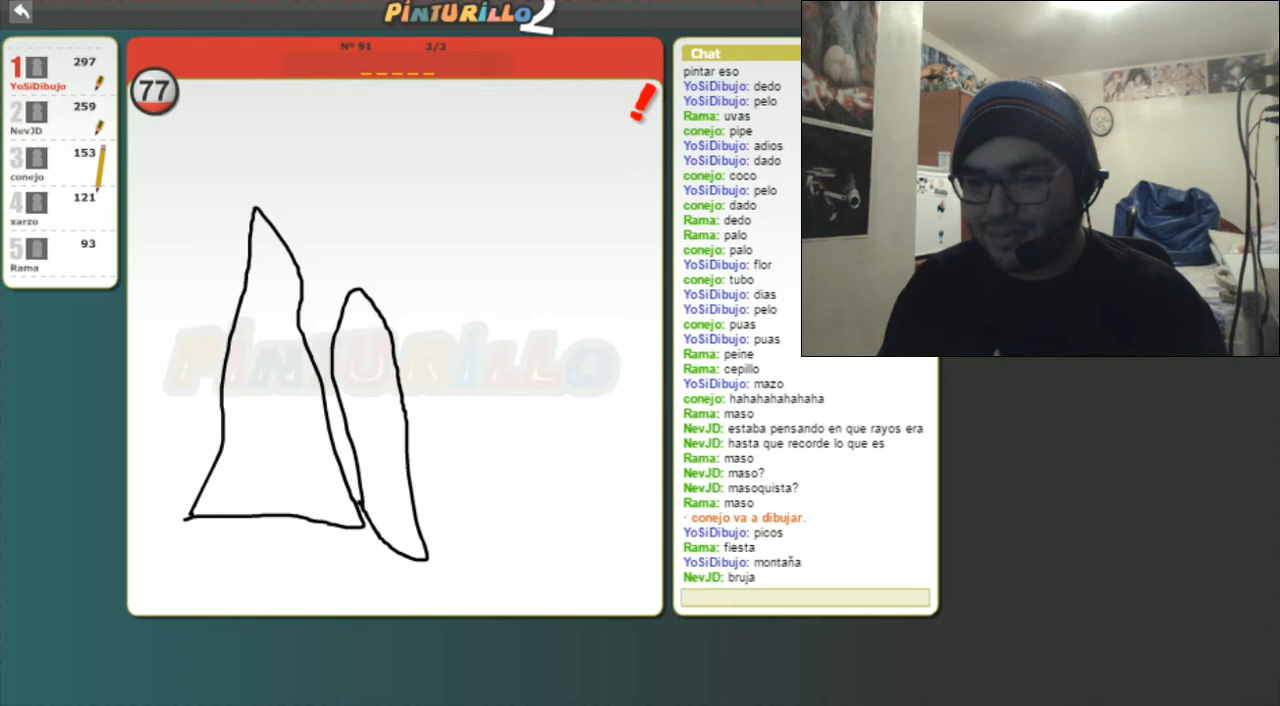 PINTURILLO 2
Nº 91 3/3
77
1 297
YoSiDibujo
2 259
NevJD
3 153
conejo
4 121
xarzo
5 93
Rama
PINTURILLO
Chat
pintar eso
YoSiDibujo: dedo
YoSiDibujo: pelo
Rama: uvas
conejo: pipe
YoSiDibujo: adios
YoSiDibujo: dado
conejo: coco
YoSiDibujo: pelo
conejo: dado
Rama: dedo
Rama: palo
conejo: palo
YoSiDibujo: flor
conejo: tubo
YoSiDibujo: dias
YoSiDibujo: pelo
conejo: puas
YoSiDibujo: puas
Rama: peine
Rama: cepillo
YoSiDibujo: mazo
conejo: hahahahahahaha
Rama: maso
NevJD: estaba pensando en que rayos era
NevJD: hasta que recorde lo que es
Rama: maso
NevJD: maso?
NevJD: masoquista?
Rama: maso
· conejo va a dibujar.
YoSiDibujo: picos
Rama: fiesta
YoSiDibujo: montaña
NevJD: bruja